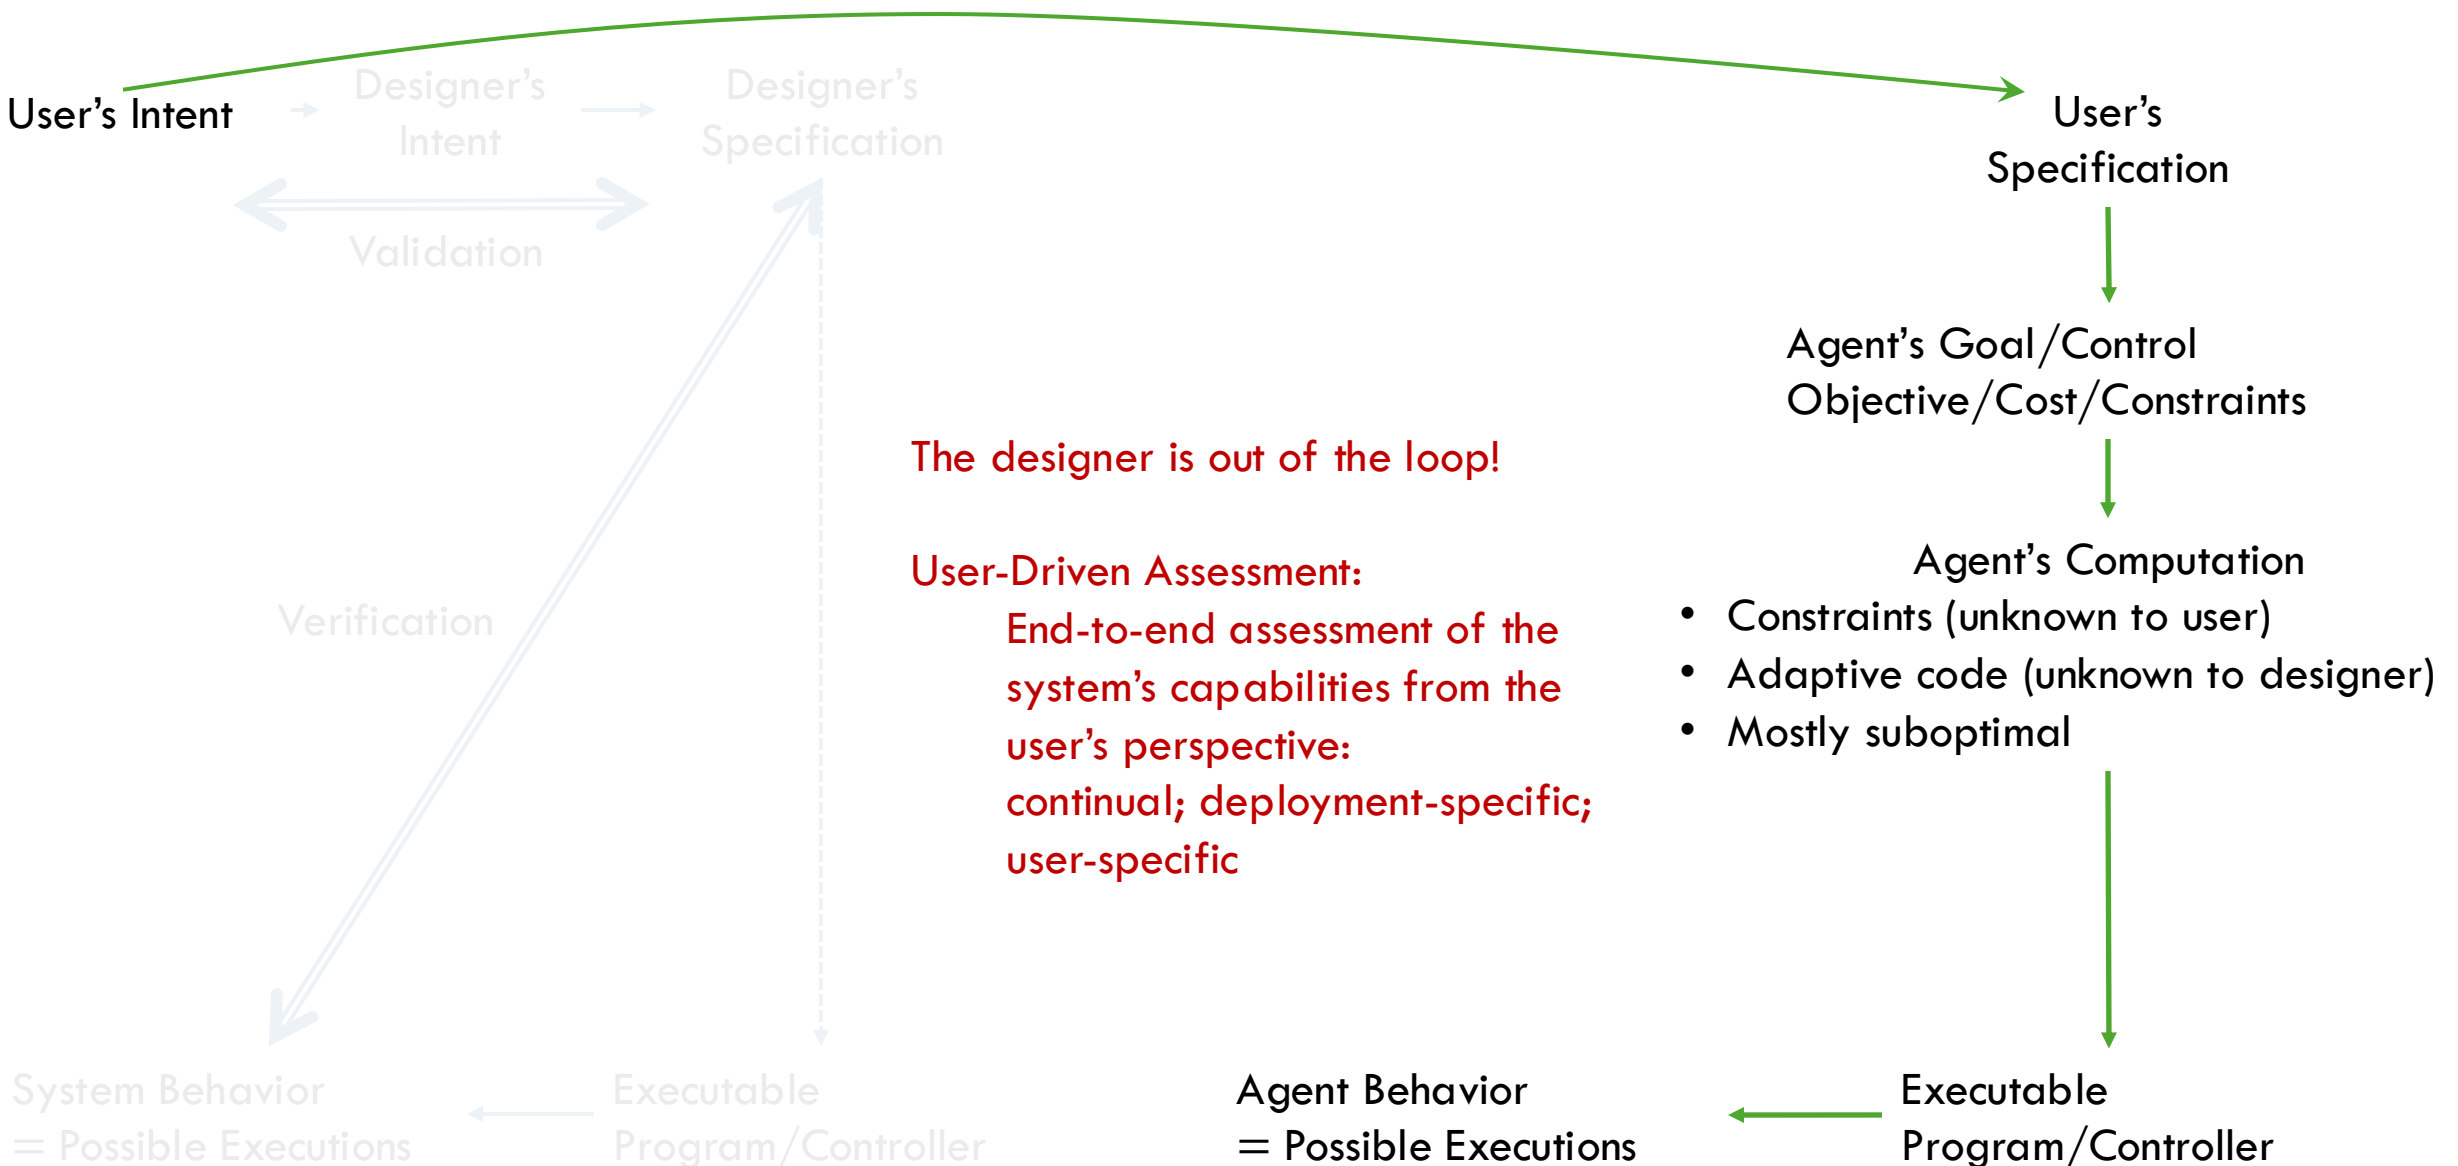 User’s Intent
Designer’s
Intent
Designer’s
Specification
Validation
Verification
System Behavior
= Possible Executions
Executable
Program/Controller
The designer is out of the loop!
User-Driven Assessment:
End-to-end assessment of the
system’s capabilities from the
user’s perspective:
continual; deployment-specific;
user-specific
User’s
Specification
Agent’s Goal/Control
Objective/Cost/Constraints
Agent’s Computation
• Constraints (unknown to user)
• Adaptive code (unknown to designer)
• Mostly suboptimal
Agent Behavior
= Possible Executions
Executable
Program/Controller